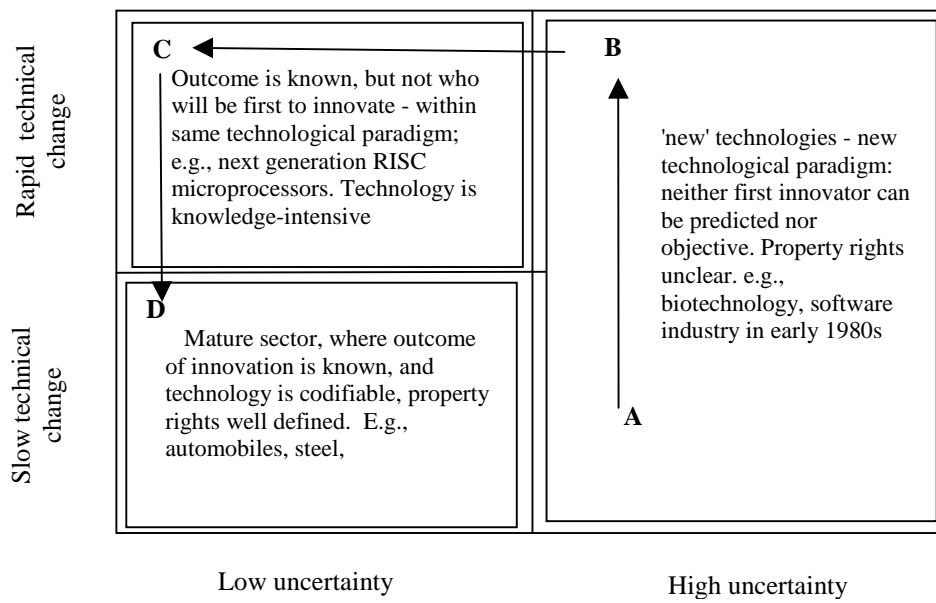 Rapid technical
change
C
Outcome is known, but not who
will be first to innovate - within
same technological paradigm;
e.g., next generation RISC
microprocessors. Technology is
knowledge-intensive
B
'new' technologies - new
technological paradigm:
neither first innovator can
be predicted nor
objective. Property rights
unclear. e.g.,
biotechnology, software
industry in early 1980s
A
Slow technical
change
D
Mature sector, where outcome
of innovation is known, and
technology is codifiable, property
rights well defined. E.g.,
automobiles, steel,
Low uncertainty
High uncertainty